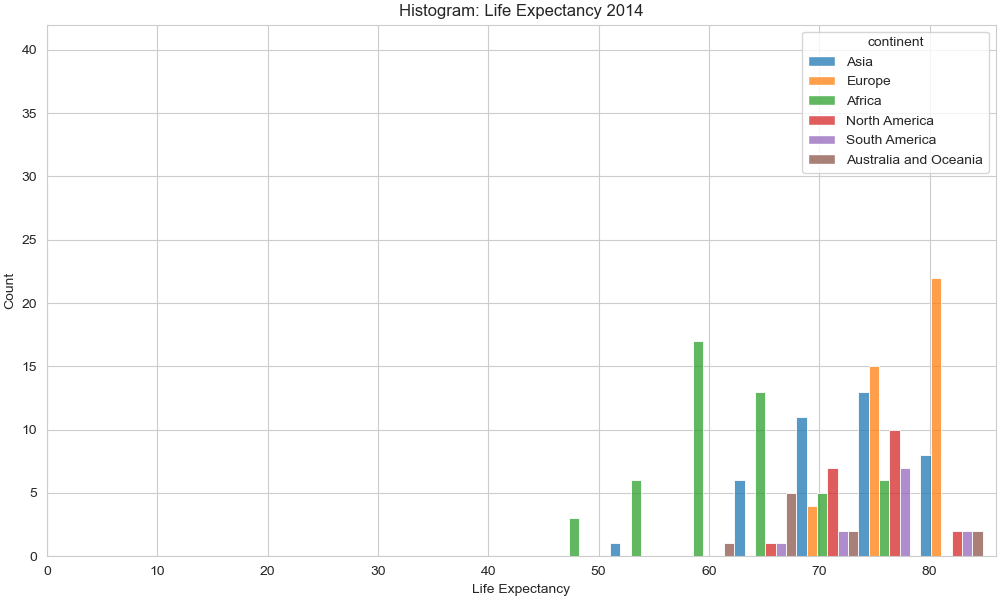 Histogram: Life Expectancy 2014
continent
Asia
Europe
Africa
North America
South America
Australia and Oceania
Count
40
35
30
25
20
15
10
5
0
0 10 20 30 40 50 60 70 80
Life Expectancy